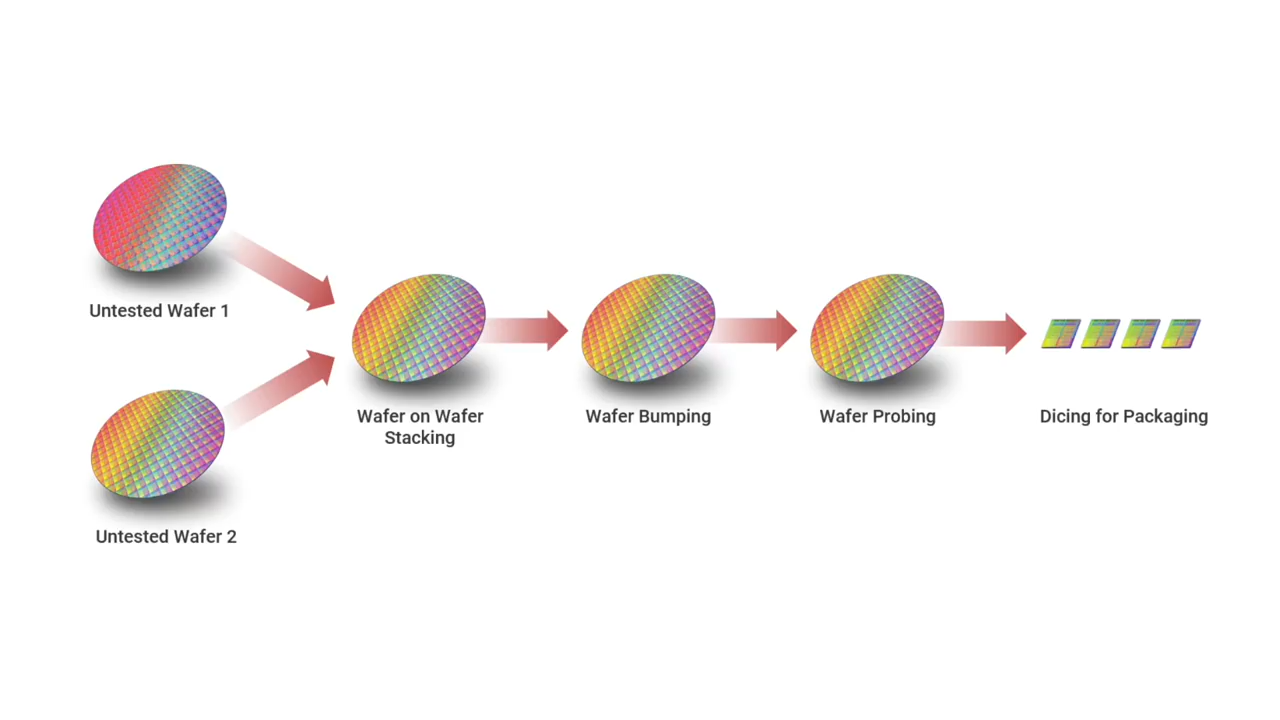 Untested Wafer 1
Untested Wafer 2
Wafer on Wafer
Stacking
Wafer Bumping
Wafer Probing
Dicing for Packaging